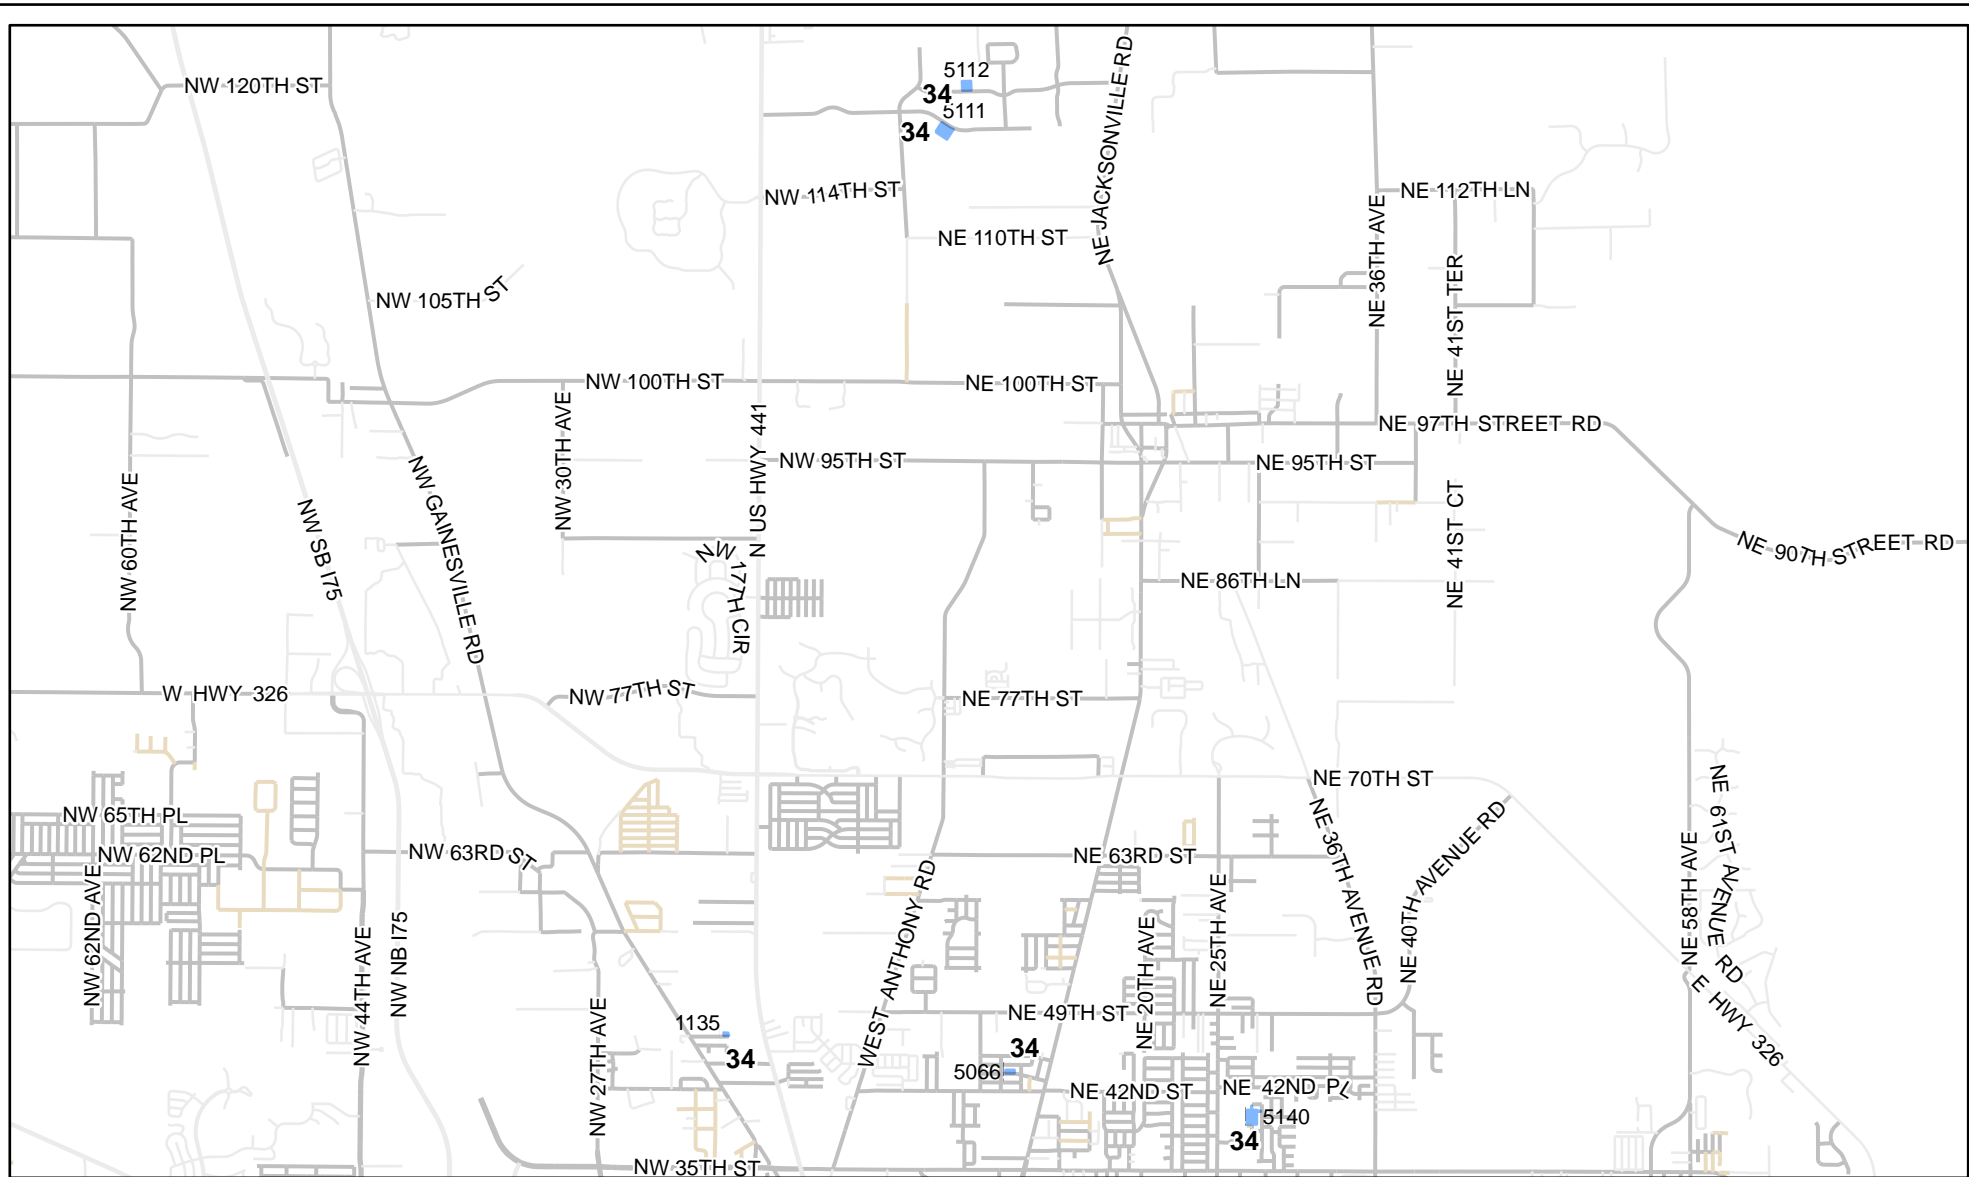 5112
NW 120TH ST
34
5111
34
NE JACKSONVILLE RD
NW 114TH ST
NE 112TH LN
NE 110TH ST
NE 36TH AVE
NE 41ST TER
NW 105TH ST
NW 100TH ST
NE 100TH ST
NE 97TH STREET RD
NW 30TH AVE
N US HWY 441
NW 95TH ST
NE 95TH ST
NW 60TH AVE
NW SB I75
NW GAINESVILLE RD
NE 41ST CT
NE 90TH STREET RD
NW 177TH CIR
NE 86TH LN
W HWY 326
NW 77TH ST
NE 77TH ST
NE 70TH ST
NW 65TH PL
NW 62ND PL
NW 63RD ST
NE 63RD ST
NE 36TH AVENUE RD
NE 40TH AVENUE RD
NE 61ST AVENUE RD
NE 58TH AVE
NW 62ND AVE
NW 44TH AVE
NW NB I75
WEST ANTHONY RD
NE 20TH AVE
NE 25TH AVE
E HWY 326
NW 27TH AVE
1135
34
NE 49TH ST
34
5066
NE 42ND ST
NE 42ND PL
5140
34
NW 35TH ST